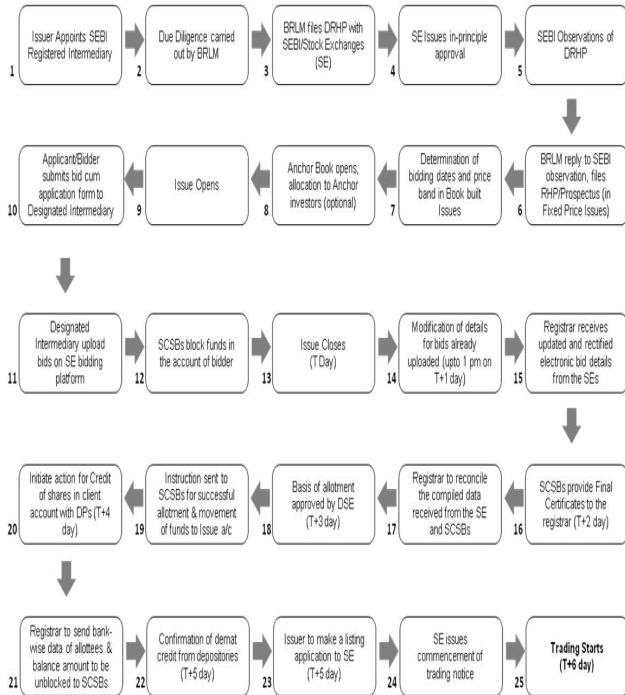 Issuer Appoints SEBI
Registered Intermediary
1
Due Diligence carried
out by BRLM
2
BRLM files DRHP with
SEBI/Stock Exchanges
(SE)
3
SE Issues in-principle
approval
4
SEBI Observations of
DRHP
5
BRLM reply to SEBI
observation, files
RHP/Prospectus (in
Fixed Price Issues)
6
Determination of
bidding dates and price
band in Book built
Issues
7
Anchor Book opens,
allocation to Anchor
investors (optional)
8
Issue Opens
9
Applicant/Bidder
submits bid cum
application form to
Designated Intermediary
10
Designated
Intermediary upload
bids on SE bidding
platform
11
SCSBs block funds in
the account of bidder
12
Issue Closes
(T Day)
13
Modification of details
for bids already
uploaded (upto 1 pm on
T+1 day)
14
Registrar receives
updated and rectified
electronic bid details
from the SEs
15
SCSBs provide Final
Certificates to the
registrar (T+2 day)
16
Registrar to reconcile
the compiled data
received from the SE
and SCSBs
17
Basis of allotment
approved by DSE
(T+3 day)
18
Instruction sent to
SCSBs for successful
allotment & movement
of funds to Issue a/c
19
Initiate action for Credit
of shares in client
account with DPs (T+4
day)
20
Registrar to send bank-
wise data of allottees &
balance amount to be
unblocked to SCSBs
21
Confirmation of demat
credit from depositories
(T+5 day)
22
Issuer to make a listing
application to SE
(T+5 day)
23
SE issues
commencement of
trading notice
24
Trading Starts
(T+6 day)
25